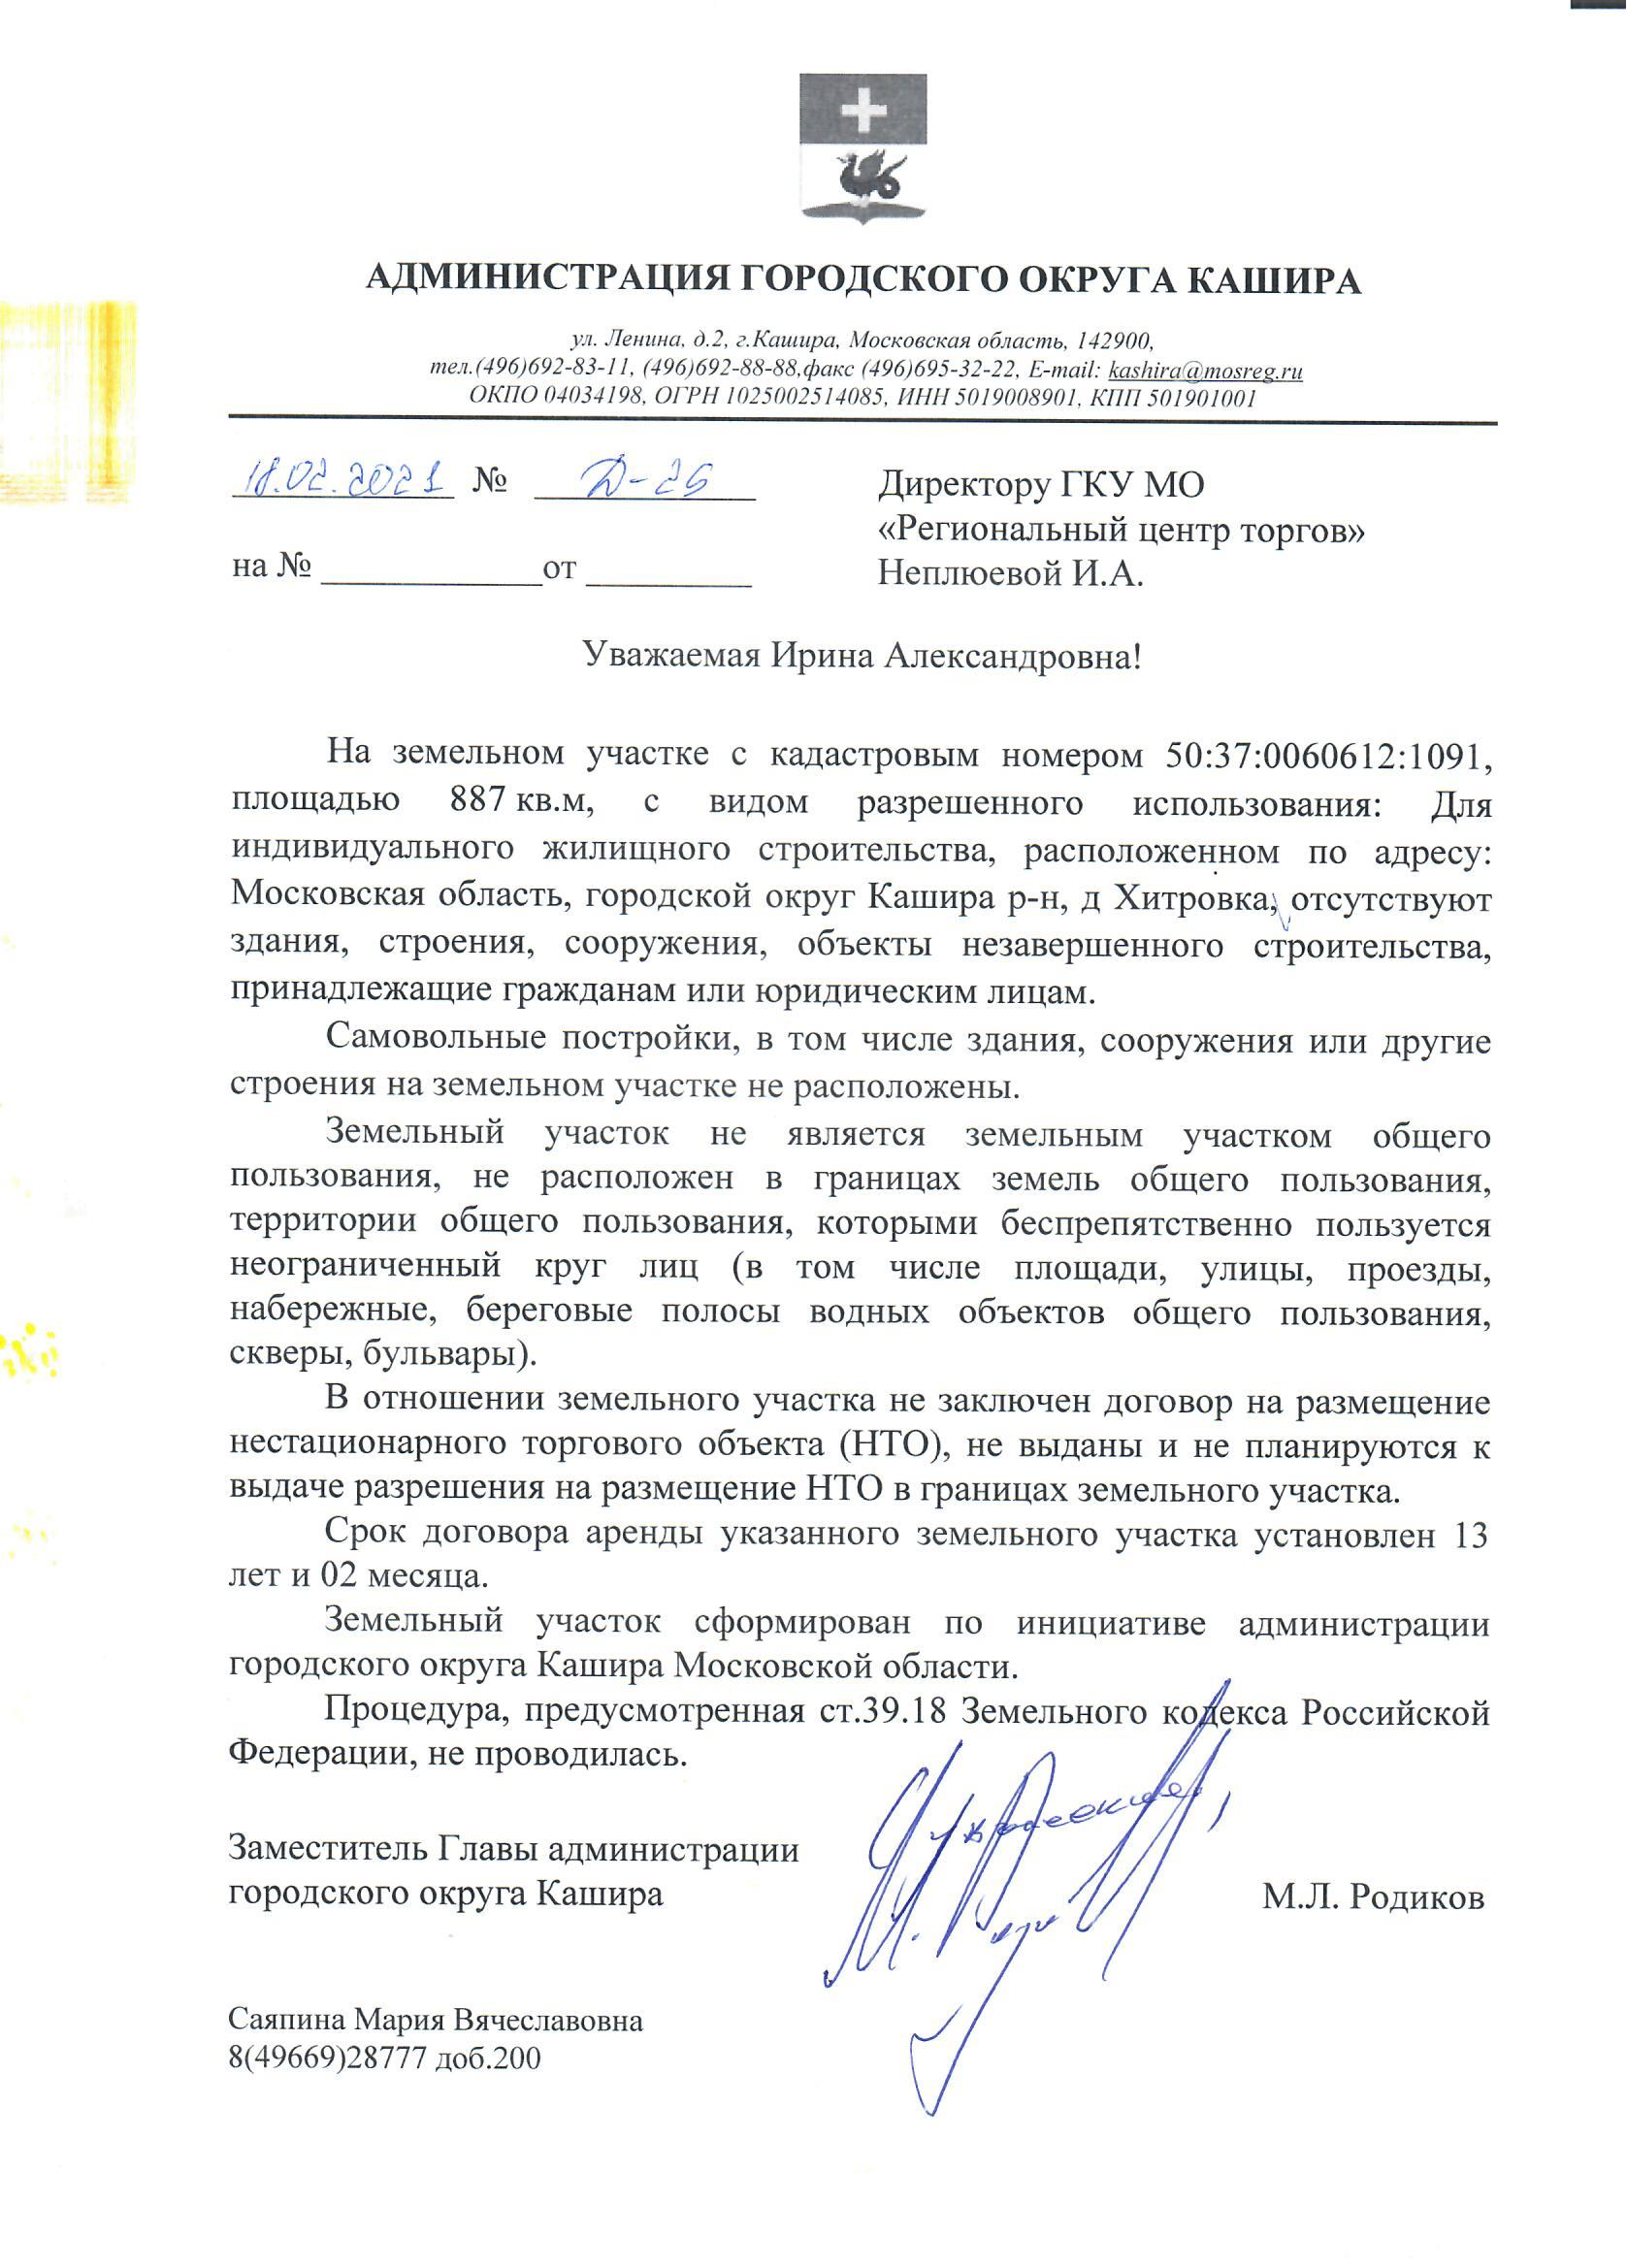 АДМИНИСТРАЦИЯ ГОРОДСКОГО ОКРУГА КАШИРА
ул. Ленина, д.2, г.Кашира, Московская область, 142900,
тел.(496)692-83-11, (496)692-88-88,факс (496)695-32-22, E-mail: kashira@mosreg.ru
ОКПО 04034198, ОГРН 1025002514085, ИНН 5019008901, КПП 501901001
18.02.2021 № Д-26
на № от
Директору ГКУ МО
«Региональный центр торгов»
Неплюевой И.А.
Уважаемая Ирина Александровна!
На земельном участке с кадастровым номером 50:37:0060612:1091,
площадью 887 кв.м, с видом разрешенного использования: Для
индивидуального жилищного строительства, расположенном по адресу:
Московская область, городской округ Кашира р-н, д Хитровка, отсутствуют
здания, строения, сооружения, объекты незавершенного строительства,
принадлежащие гражданам или юридическим лицам.
Самовольные постройки, в том числе здания, сооружения или другие
строения на земельном участке не расположены.
Земельный участок не является земельным участком общего
пользования, не расположен в границах земель общего пользования,
территории общего пользования, которыми беспрепятственно пользуется
неограниченный круг лиц (в том числе площади, улицы, проезды,
набережные, береговые полосы водных объектов общего пользования,
скверы, бульвары).
В отношении земельного участка не заключен договор на размещение
нестационарного торгового объекта (НТО), не выданы и не планируются к
выдаче разрешения на размещение НТО в границах земельного участка.
Срок договора аренды указанного земельного участка установлен 13
лет и 02 месяца.
Земельный участок сформирован по инициативе администрации
городского округа Кашира Московской области.
Процедура, предусмотренная ст.39.18 Земельного кодекса Российской
Федерации, не проводилась.
Заместитель Главы администрации
городского округа Кашира
М.Л. Родиков
Саяпина Мария Вячеславовна
8(49669)28777 доб.200